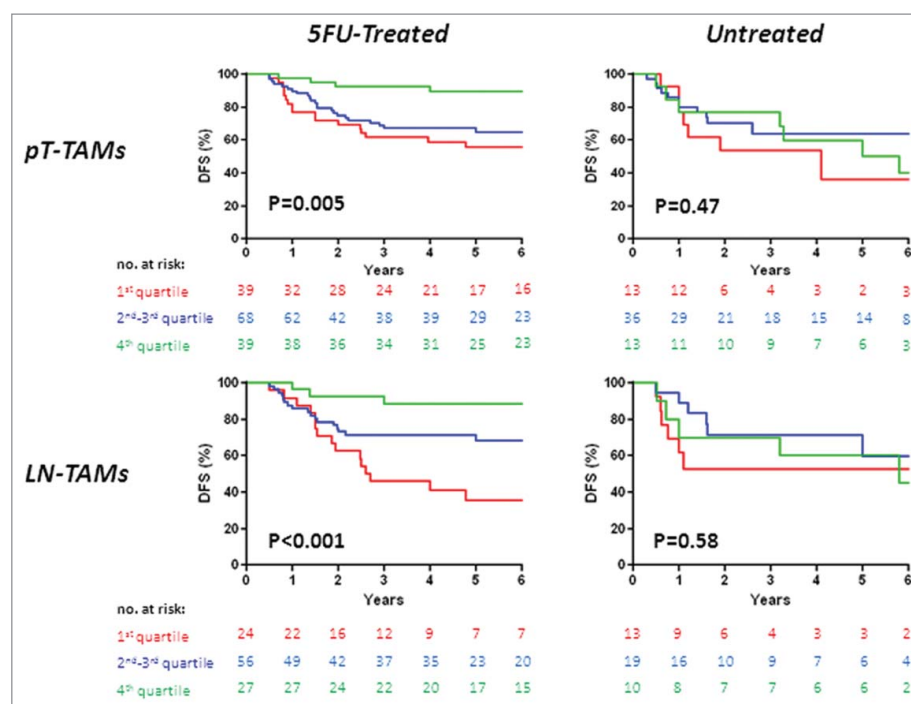 5FU-Treated
Untreated
pT-TAMs
DFS (%)
100
80
60
40
20
0
P=0.005
0 1 2 3 4 5 6
Years
DFS (%)
100
80
60
40
20
0
P=0.47
0 1 2 3 4 5 6
Years
no. at risk:
1st quartile 39 32 28 24 21 17 16 13 12 6 4 3 2 3
2nd-3rd quartile 68 62 42 38 39 29 23 36 29 21 18 15 14 8
4th quartile 39 38 36 34 31 25 23 13 11 10 9 7 6 3
LN-TAMs
DFS (%)
100
80
60
40
20
0
P<0.001
0 1 2 3 4 5 6
Years
DFS (%)
100
80
60
40
20
0
P=0.58
0 1 2 3 4 5 6
Years
no. at risk:
1st quartile 24 22 16 12 9 7 7 13 9 6 4 3 3 2
2nd-3rd quartile 56 49 42 37 35 23 20 19 16 10 9 7 6 4
4th quartile 27 27 24 22 20 17 15 10 8 7 7 6 6 2